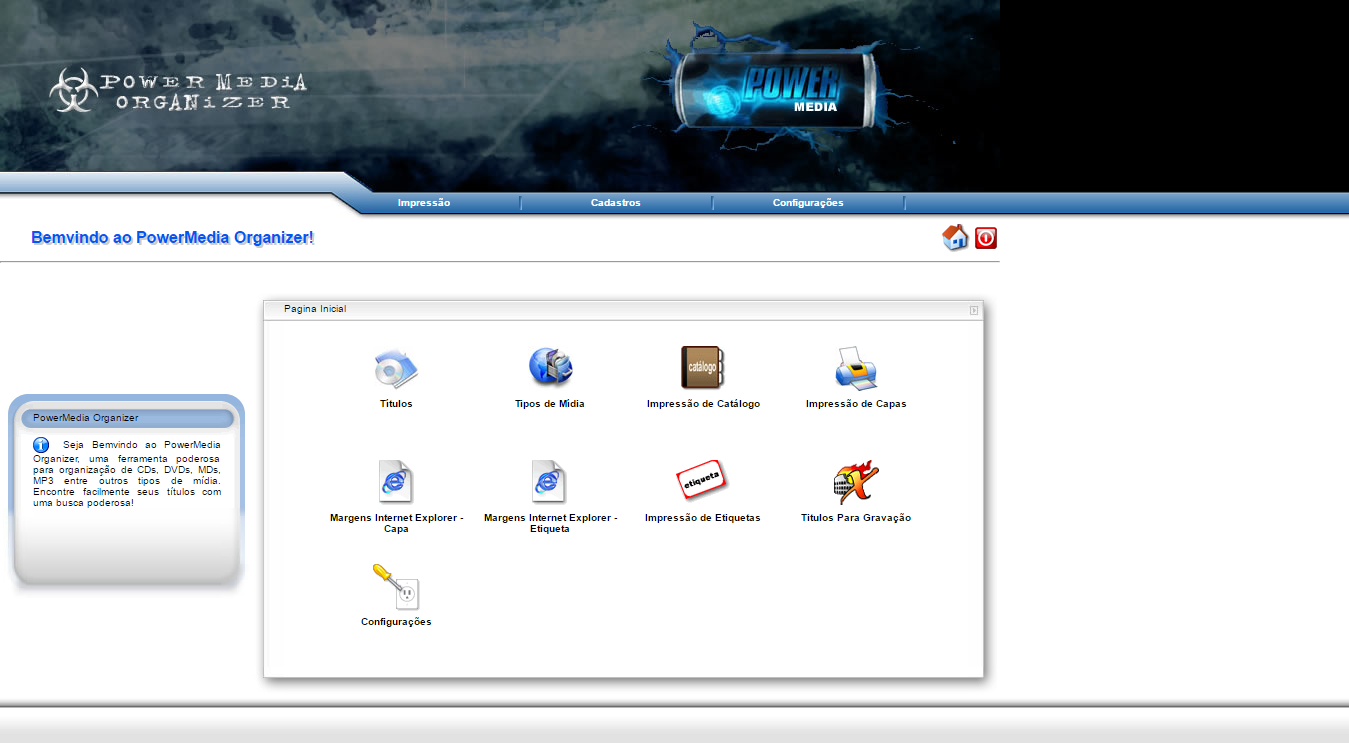 POWER MEDiA
ORGANiZER
POWER
MEDIA
Impressão
Cadastros
Configurações
Bemvindo ao PowerMedia Organizer!
Pagina Inicial
catálogo
Títulos
Tipos de Mídia
Impressão de Catálogo
Impressão de Capas
PowerMedia Organizer
Seja Bemvindo ao PowerMedia
Organizer, uma ferramenta poderosa
para organização de CDs, DVDs, MDs,
MP3 entre outros tipos de mídia.
Encontre facilmente seus títulos com
uma busca poderosa!
etiqueta
Margens Internet Explorer -
Capa
Margens Internet Explorer -
Etiqueta
Impressão de Etiquetas
Titulos Para Gravação
Configurações